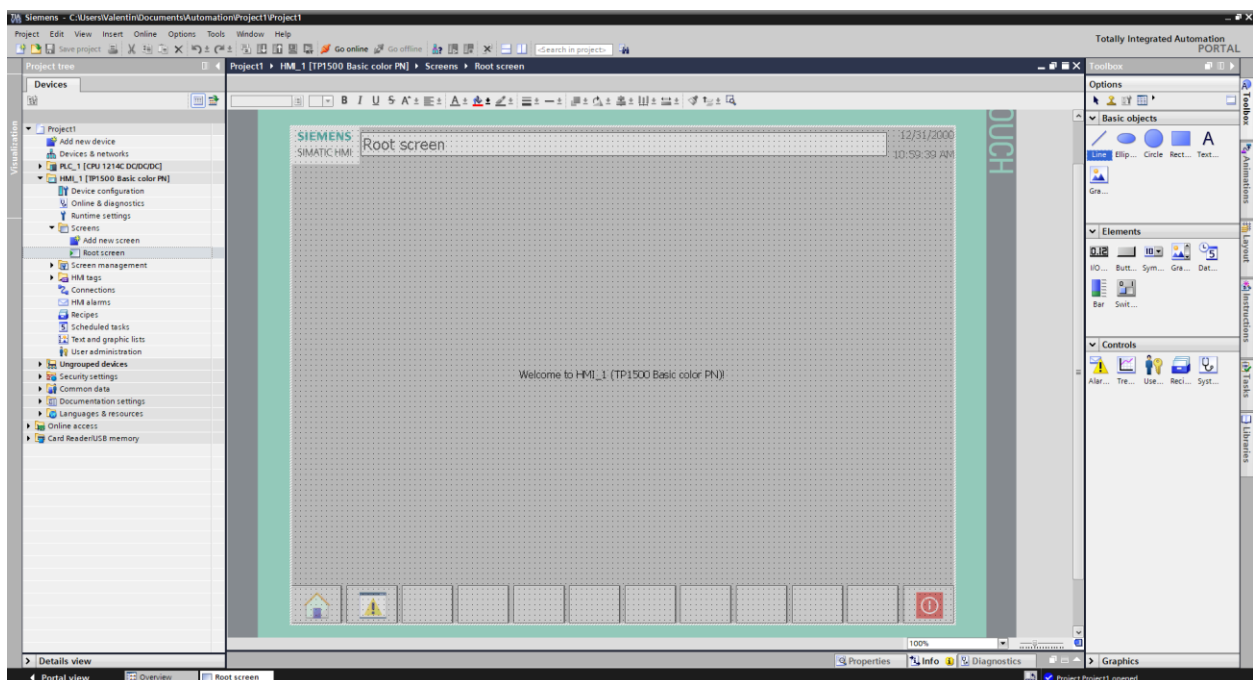 Siemens - C:\Users\Valentin\Documents\Automation\Project1\Project1
Project Edit View Insert Online Options Tools Window Help
Totally Integrated Automation
PORTAL
Save project
Go online
Go offline
<Search in project>
Project tree
Project1 ▸ HMI_1 [TP1500 Basic color PN] ▸ Screens ▸ Root screen
Toolbox
Devices
Options
Visualization
Project1
Add new device
Devices & networks
PLC_1 [CPU 1214C DC/DC/DC]
HMI_1 [TP1500 Basic color PN]
Device configuration
Online & diagnostics
Runtime settings
Screens
Add new screen
Root screen
Screen management
HMI tags
Connections
HMI alarms
Recipes
Scheduled tasks
Text and graphic lists
User administration
Ungrouped devices
Security settings
Common data
Documentation settings
Languages & resources
Online access
Card Reader/USB memory
B I U S A
SIEMENS
SIMATIC HMI
Root screen
12/31/2000
10:59:39 AM
TOUCH
Welcome to HMI_1 (TP1500 Basic color PN)!
100%
Basic objects
Line Ellip... Circle Rect... Text...
Gra...
Elements
I/O... Butt... Sym... Gra... Dat...
Bar Swit...
Controls
Alar... Tre... Use... Reci... Syst...
Toolbox
Animations
Layout
Instructions
Tasks
Libraries
Details view
Properties Info Diagnostics
Graphics
Portal view Overview Root screen
Project Project1 opened.